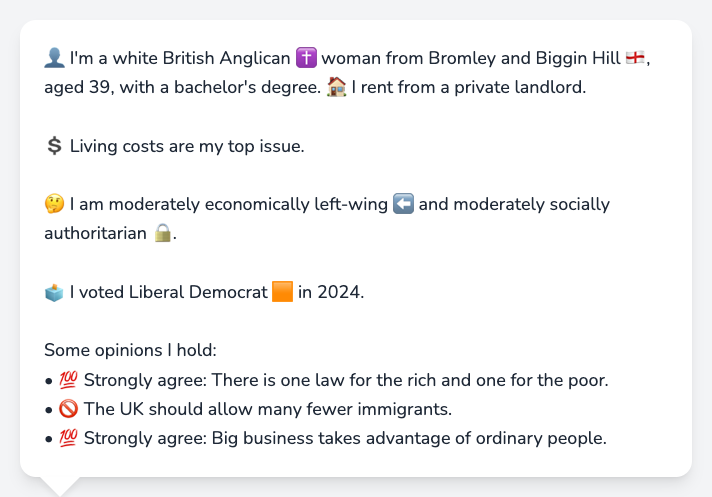 👤 I'm a white British Anglican ✝️ woman from Bromley and Biggin Hill 🏴󠁧󠁢󠁥󠁮󠁧󠁿,
aged 39, with a bachelor's degree. 🏠 I rent from a private landlord.
💲 Living costs are my top issue.
🤔 I am moderately economically left-wing ⬅️ and moderately socially
authoritarian 🔒.
🗳️ I voted Liberal Democrat 🟧 in 2024.
Some opinions I hold:
• 💯 Strongly agree: There is one law for the rich and one for the poor.
• 🚫 The UK should allow many fewer immigrants.
• 💯 Strongly agree: Big business takes advantage of ordinary people.